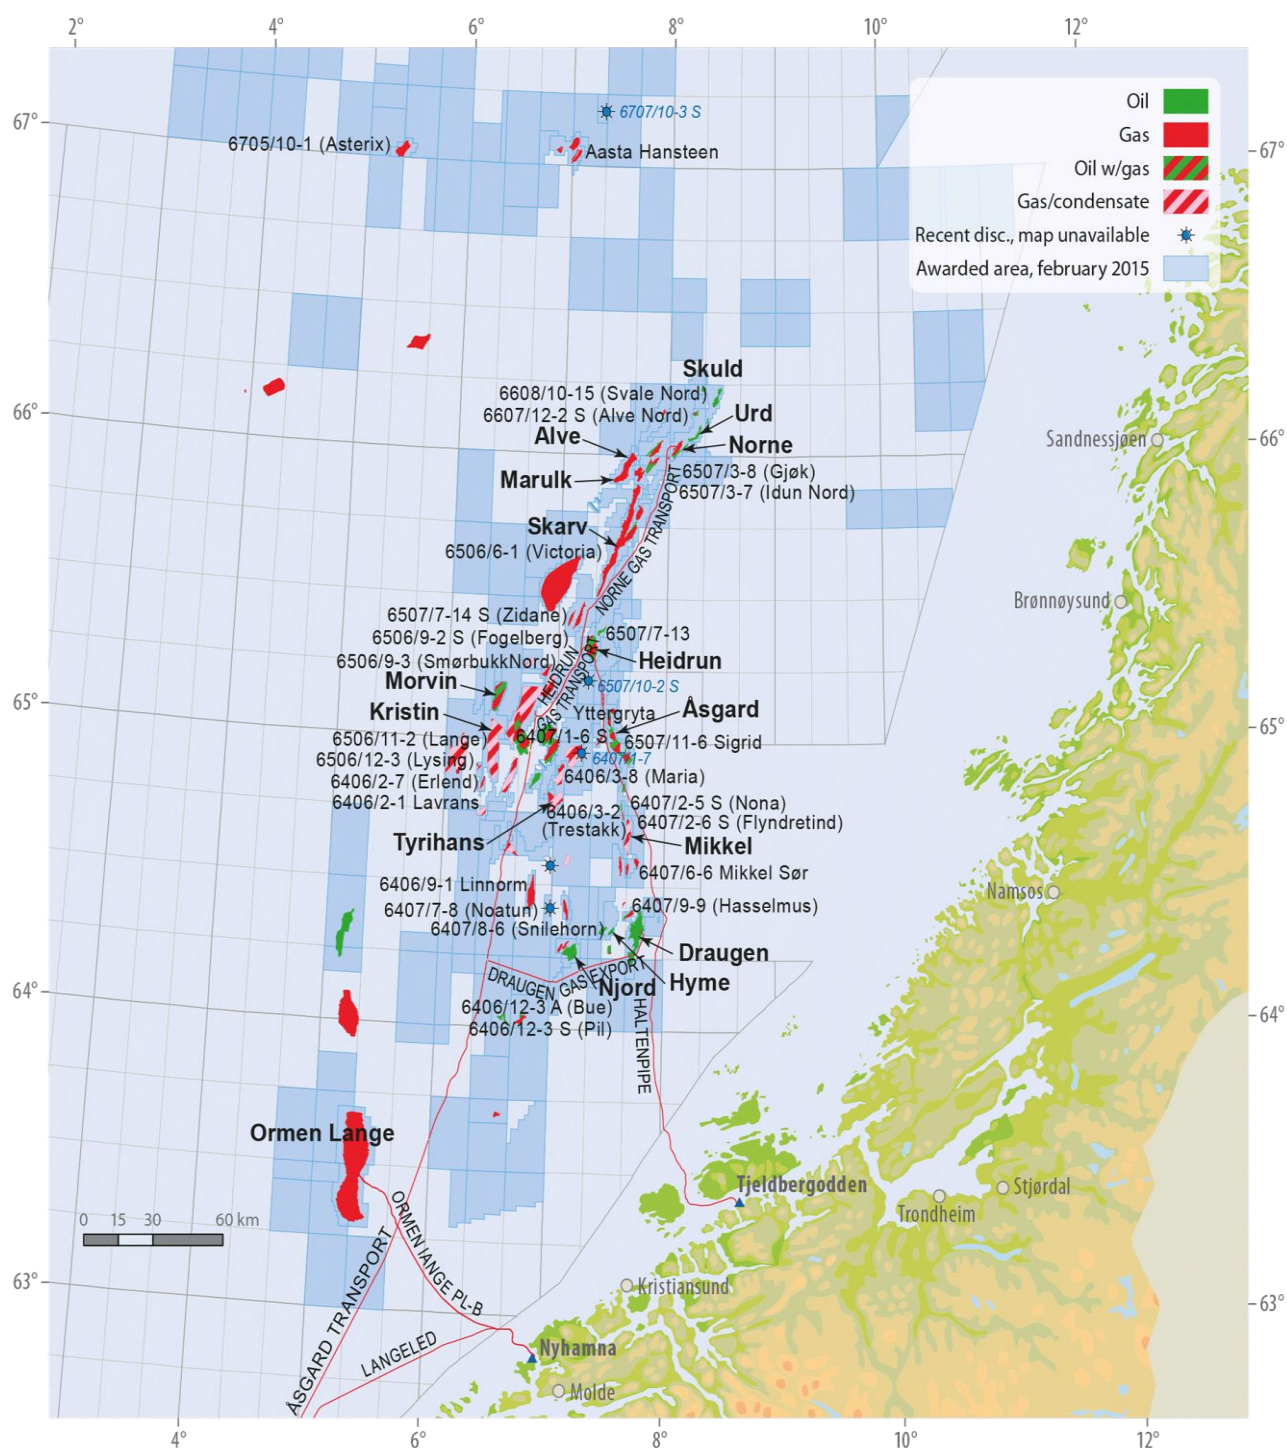 2° 4° 6° 8° 10° 12°
67°
67°
66°
66°
65°
65°
64°
64°
63°
63°
4° 6° 8° 10° 12°
Oil
Gas
Oil w/gas
Gas/condensate
Recent disc., map unavailable
Awarded area, february 2015
6707/10-3 S
6705/10-1 (Asterix)
Aasta Hansteen
Skuld
6608/10-15 (Svale Nord)
6607/12-2 S (Alve Nord)
Urd
Alve
Norne
Marulk
6507/3-8 (Gjøk)
6507/3-7 (Idun Nord)
Skarv
6506/6-1 (Victoria)
NORNE GAS TRANSPORT
6507/7-14 S (Zidane)
6507/7-13
6506/9-2 S (Fogelberg)
6506/9-3 (SmørbukkNord)
Heidrun
HEIDRUN
GAS TRANSPORT
Morvin
6507/10-2 S
Kristin
Yttergryta
Åsgard
6506/11-2 (Lange)
6407/1-6 S
6507/11-6 Sigrid
6506/12-3 (Lysing)
6407/1-7
6406/2-7 (Erlend)
6406/3-8 (Maria)
6406/2-1 Lavrans
6407/2-5 S (Nona)
6406/3-2
(Trestakk)
6407/2-6 S (Flyndretind)
Tyrihans
Mikkel
6407/6-6 Mikkel Sør
6406/9-1 Linnorm
6407/7-8 (Noatun)
6407/9-9 (Hasselmus)
6407/8-6 (Snilehorn)
Draugen
DRAUGEN GAS EXPORT
Njord
Hyme
6406/12-3 A (Bue)
6406/12-3 S (Pil)
HALTENPIPE
Ormen Lange
ORMEN lANGE PL-B
ÅSGARD TRANSPORT
LANGELED
0 15 30 60 km
Sandnessjøen
Brønnøysund
Namsos
Tjeldbergodden
Stjørdal
Trondheim
Kristiansund
Nyhamna
Molde